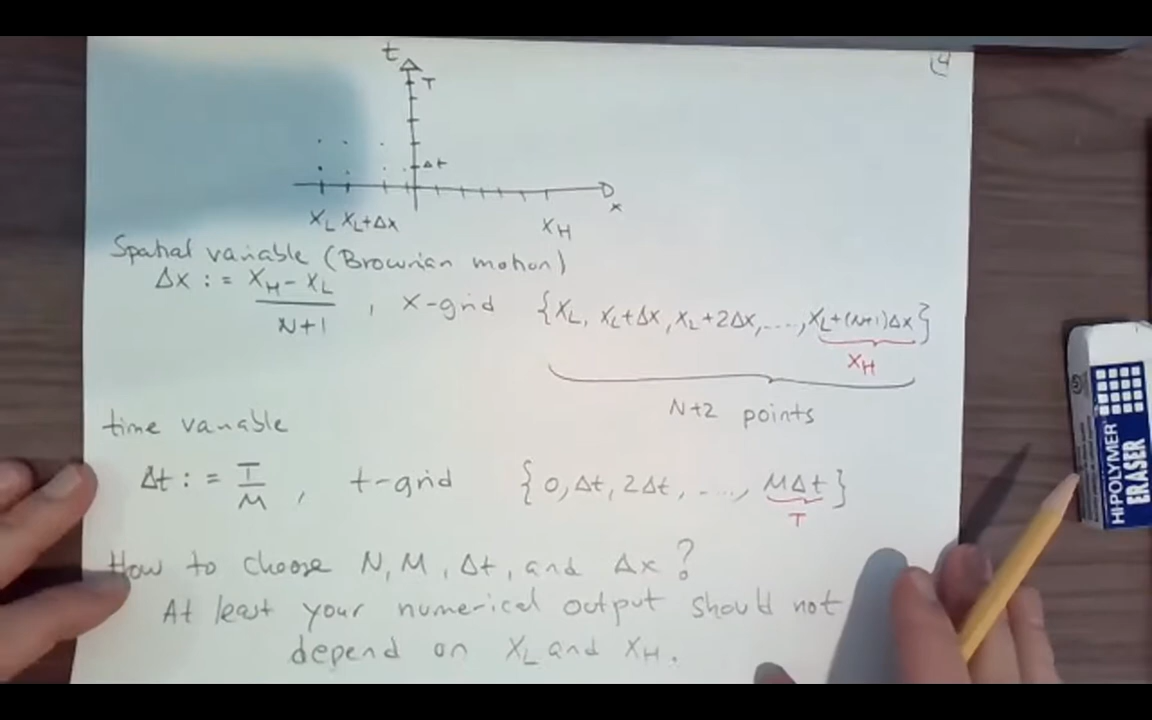 t
(4
T
Δt
x
X_L X_L+Δx X_H
Spatial variable (Brownian motion)
Δx := (X_H - X_L) / (N+1) , x-grid {X_L, X_L+Δx, X_L+2Δx, ...., X_L+(N+1)Δx}
X_H
N+2 points
time variable
Δt := T/M , t-grid {0, Δt, 2Δt, ...., MΔt}
T
How to choose N, M, Δt, and Δx?
At least your numerical output should not
depend on X_L and X_H.
HI-POLYMER
ERASER